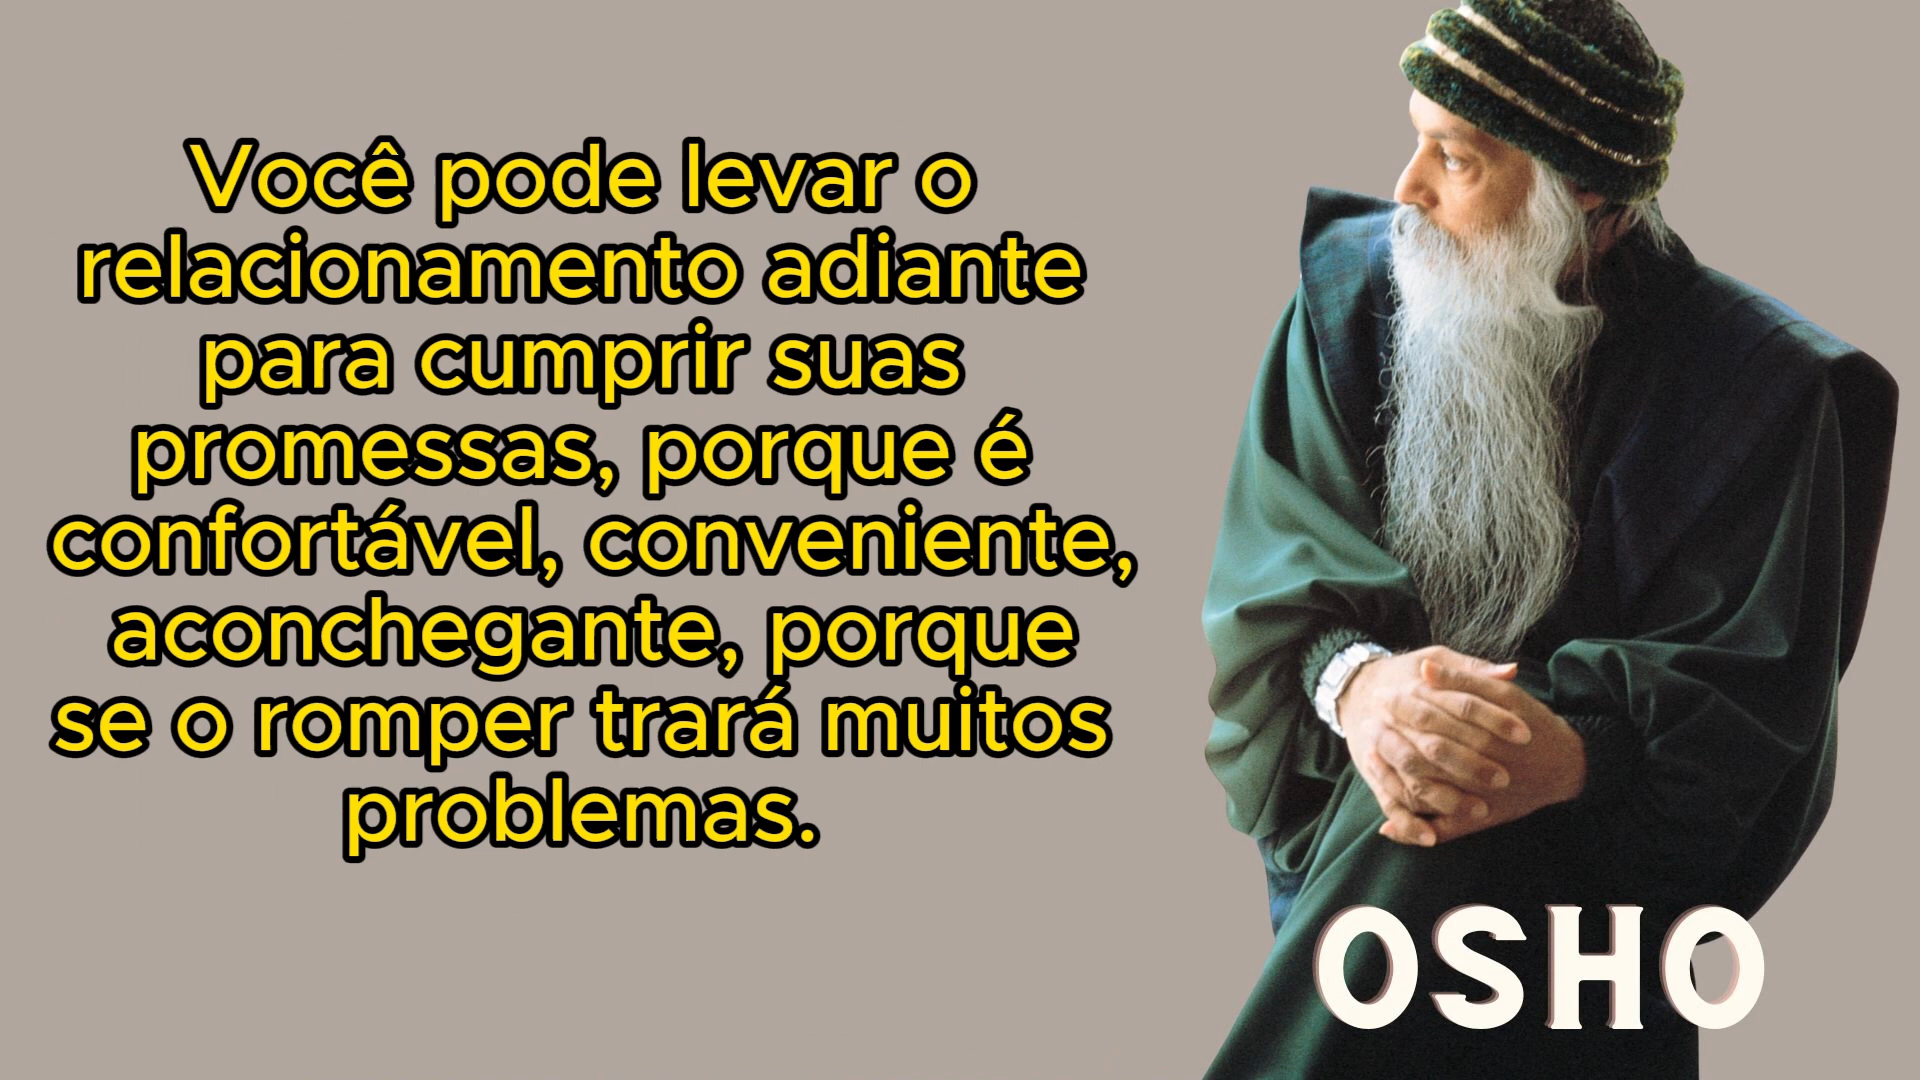 Você pode levar o
relacionamento adiante
para cumprir suas
promessas, porque é
confortável, conveniente,
aconchegante, porque
se o romper trará muitos
problemas.
OSHO